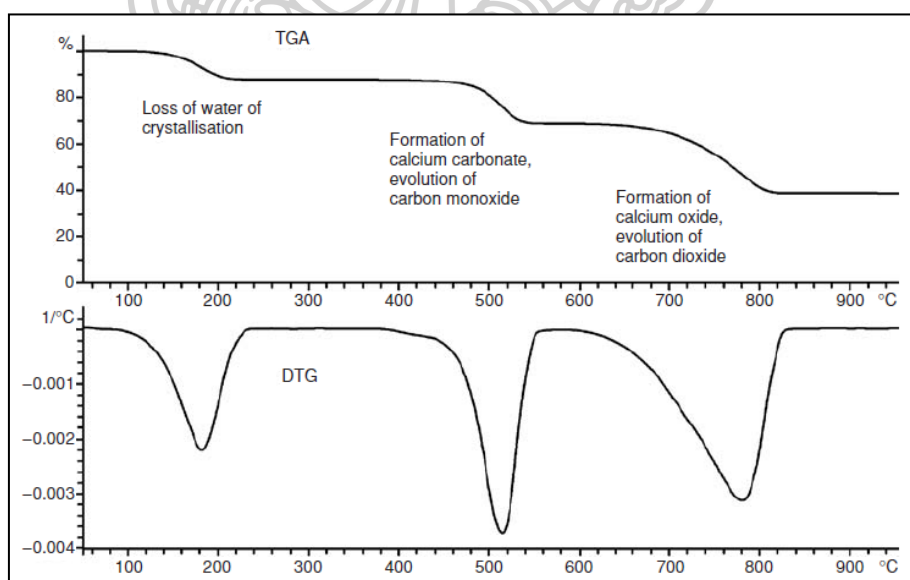 TGA
%
80
60
40
20
0
Loss of water of
crystallisation
Formation of
calcium carbonate,
evolution of
carbon monoxide
Formation of
calcium oxide,
evolution of
carbon dioxide
100 200 300 400 500 600 700 800 900 °C
1/°C
DTG
−0.001
−0.002
−0.003
−0.004
100 200 300 400 500 600 700 800 900 °C